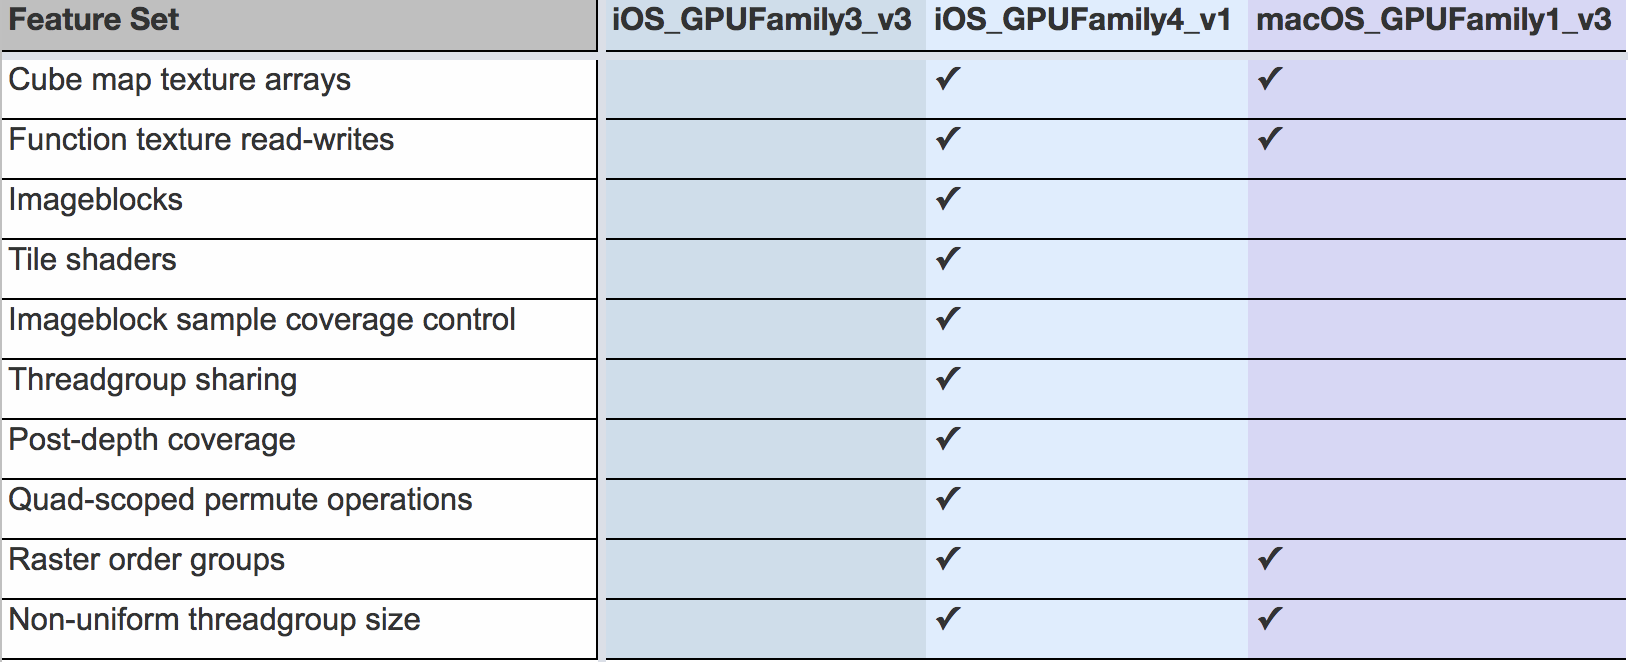 Feature Set iOS_GPUFamily3_v3 iOS_GPUFamily4_v1 macOS_GPUFamily1_v3
Cube map texture arrays ✓ ✓
Function texture read-writes ✓ ✓
Imageblocks ✓
Tile shaders ✓
Imageblock sample coverage control ✓
Threadgroup sharing ✓
Post-depth coverage ✓
Quad-scoped permute operations ✓
Raster order groups ✓ ✓
Non-uniform threadgroup size ✓ ✓